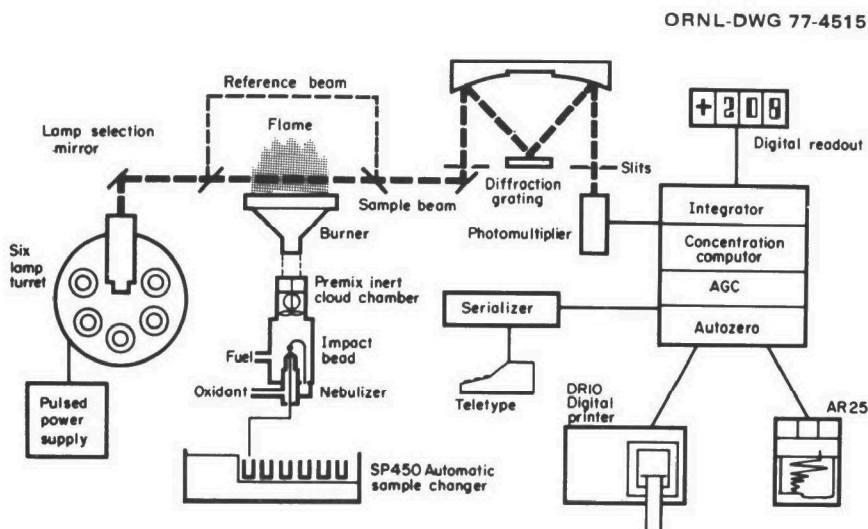 ORNL-DWG 77-4515
Reference beam
Flame
Lamp selection
mirror
+208
Digital readout
Slits
Diffraction
grating
Sample beam
Burner
Photomultiplier
Integrator
Concentration
computor
AGC
Autozero
Six
lamp
turret
Premix inert
cloud chamber
Serializer
Impact
bead
Fuel
Oxidant
Nebulizer
Teletype
Pulsed
power
supply
DR10
Digital
printer
AR25
SP450 Automatic
sample changer